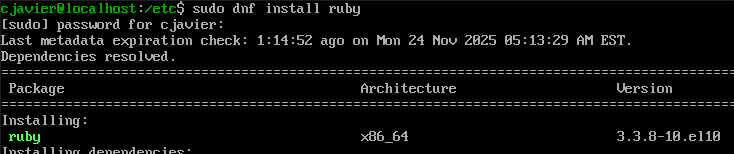 cjavier@localhost:/etc$ sudo dnf install ruby
[sudo] password for cjavier:
Last metadata expiration check: 1:14:52 ago on Mon 24 Nov 2025 05:13:29 AM EST.
Dependencies resolved.
================================================================================
Package Architecture Version
================================================================================
Installing:
ruby x86_64 3.3.8-10.el10
Installing dependencies: